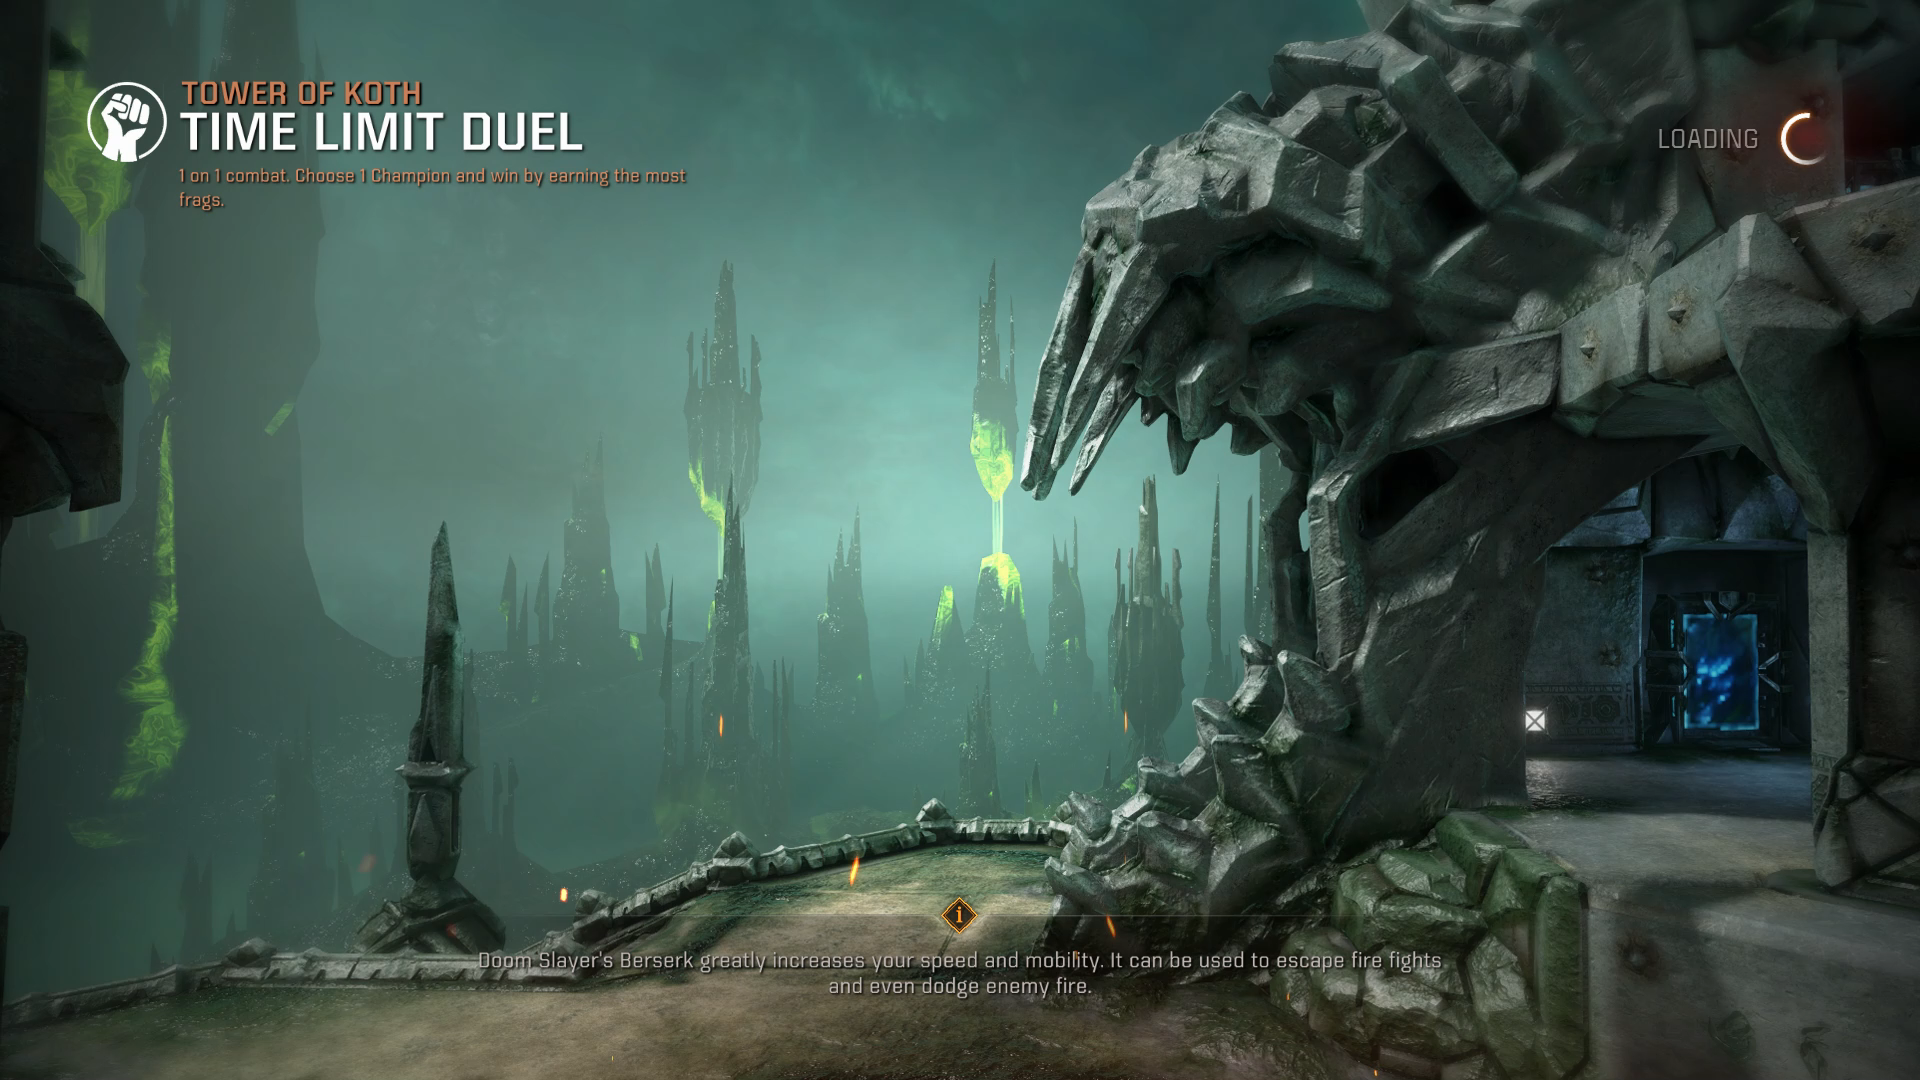 TOWER OF KOTH
TIME LIMIT DUEL
1 on 1 combat. Choose 1 Champion and win by earning the most
frags.
LOADING
Doom Slayer's Berserk greatly increases your speed and mobility. It can be used to escape fire fights
and even dodge enemy fire.